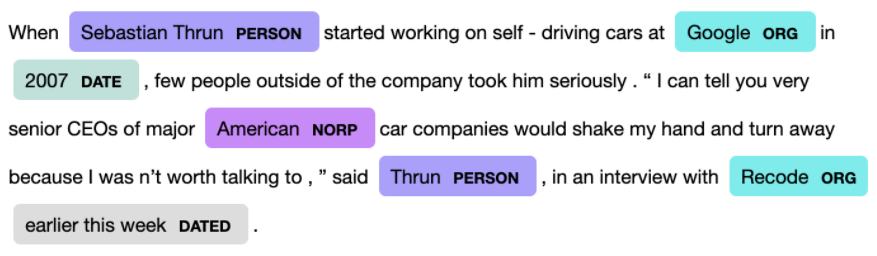 When Sebastian Thrun PERSON started working on self - driving cars at Google ORG in
2007 DATE , few people outside of the company took him seriously . “ I can tell you very
senior CEOs of major American NORP car companies would shake my hand and turn away
because I was n’t worth talking to , ” said Thrun PERSON , in an interview with Recode ORG
earlier this week DATED .